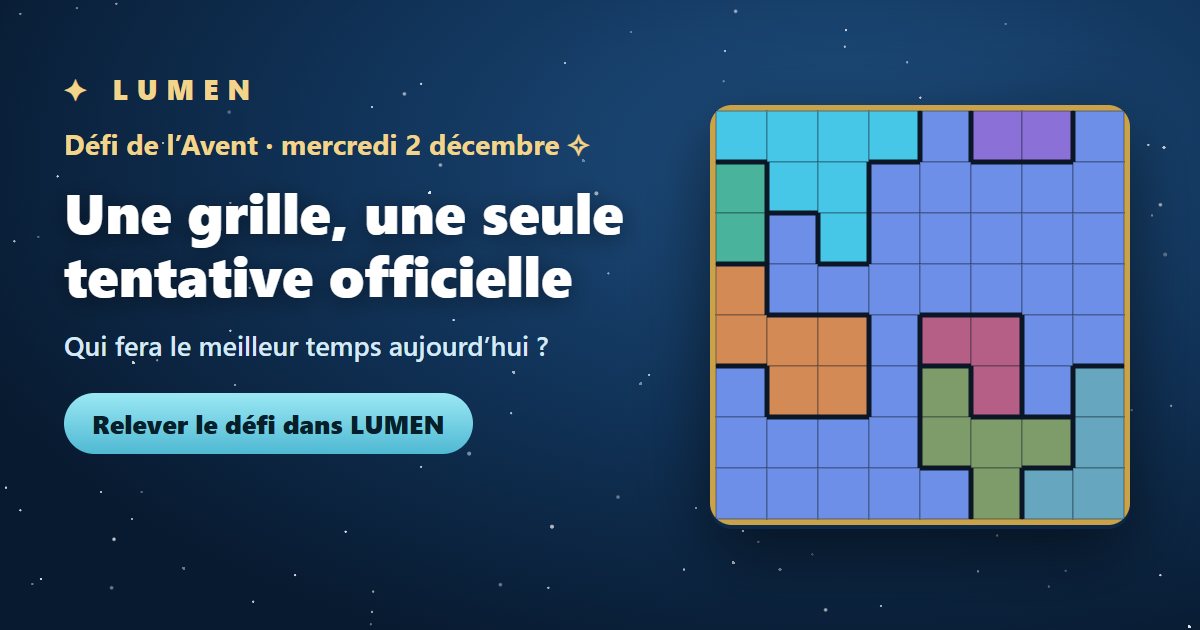 ✦ LUMEN
Défi de l’Avent · mercredi 2 décembre ✧
Une grille, une seule
tentative officielle
Qui fera le meilleur temps aujourd’hui ?
Relever le défi dans LUMEN